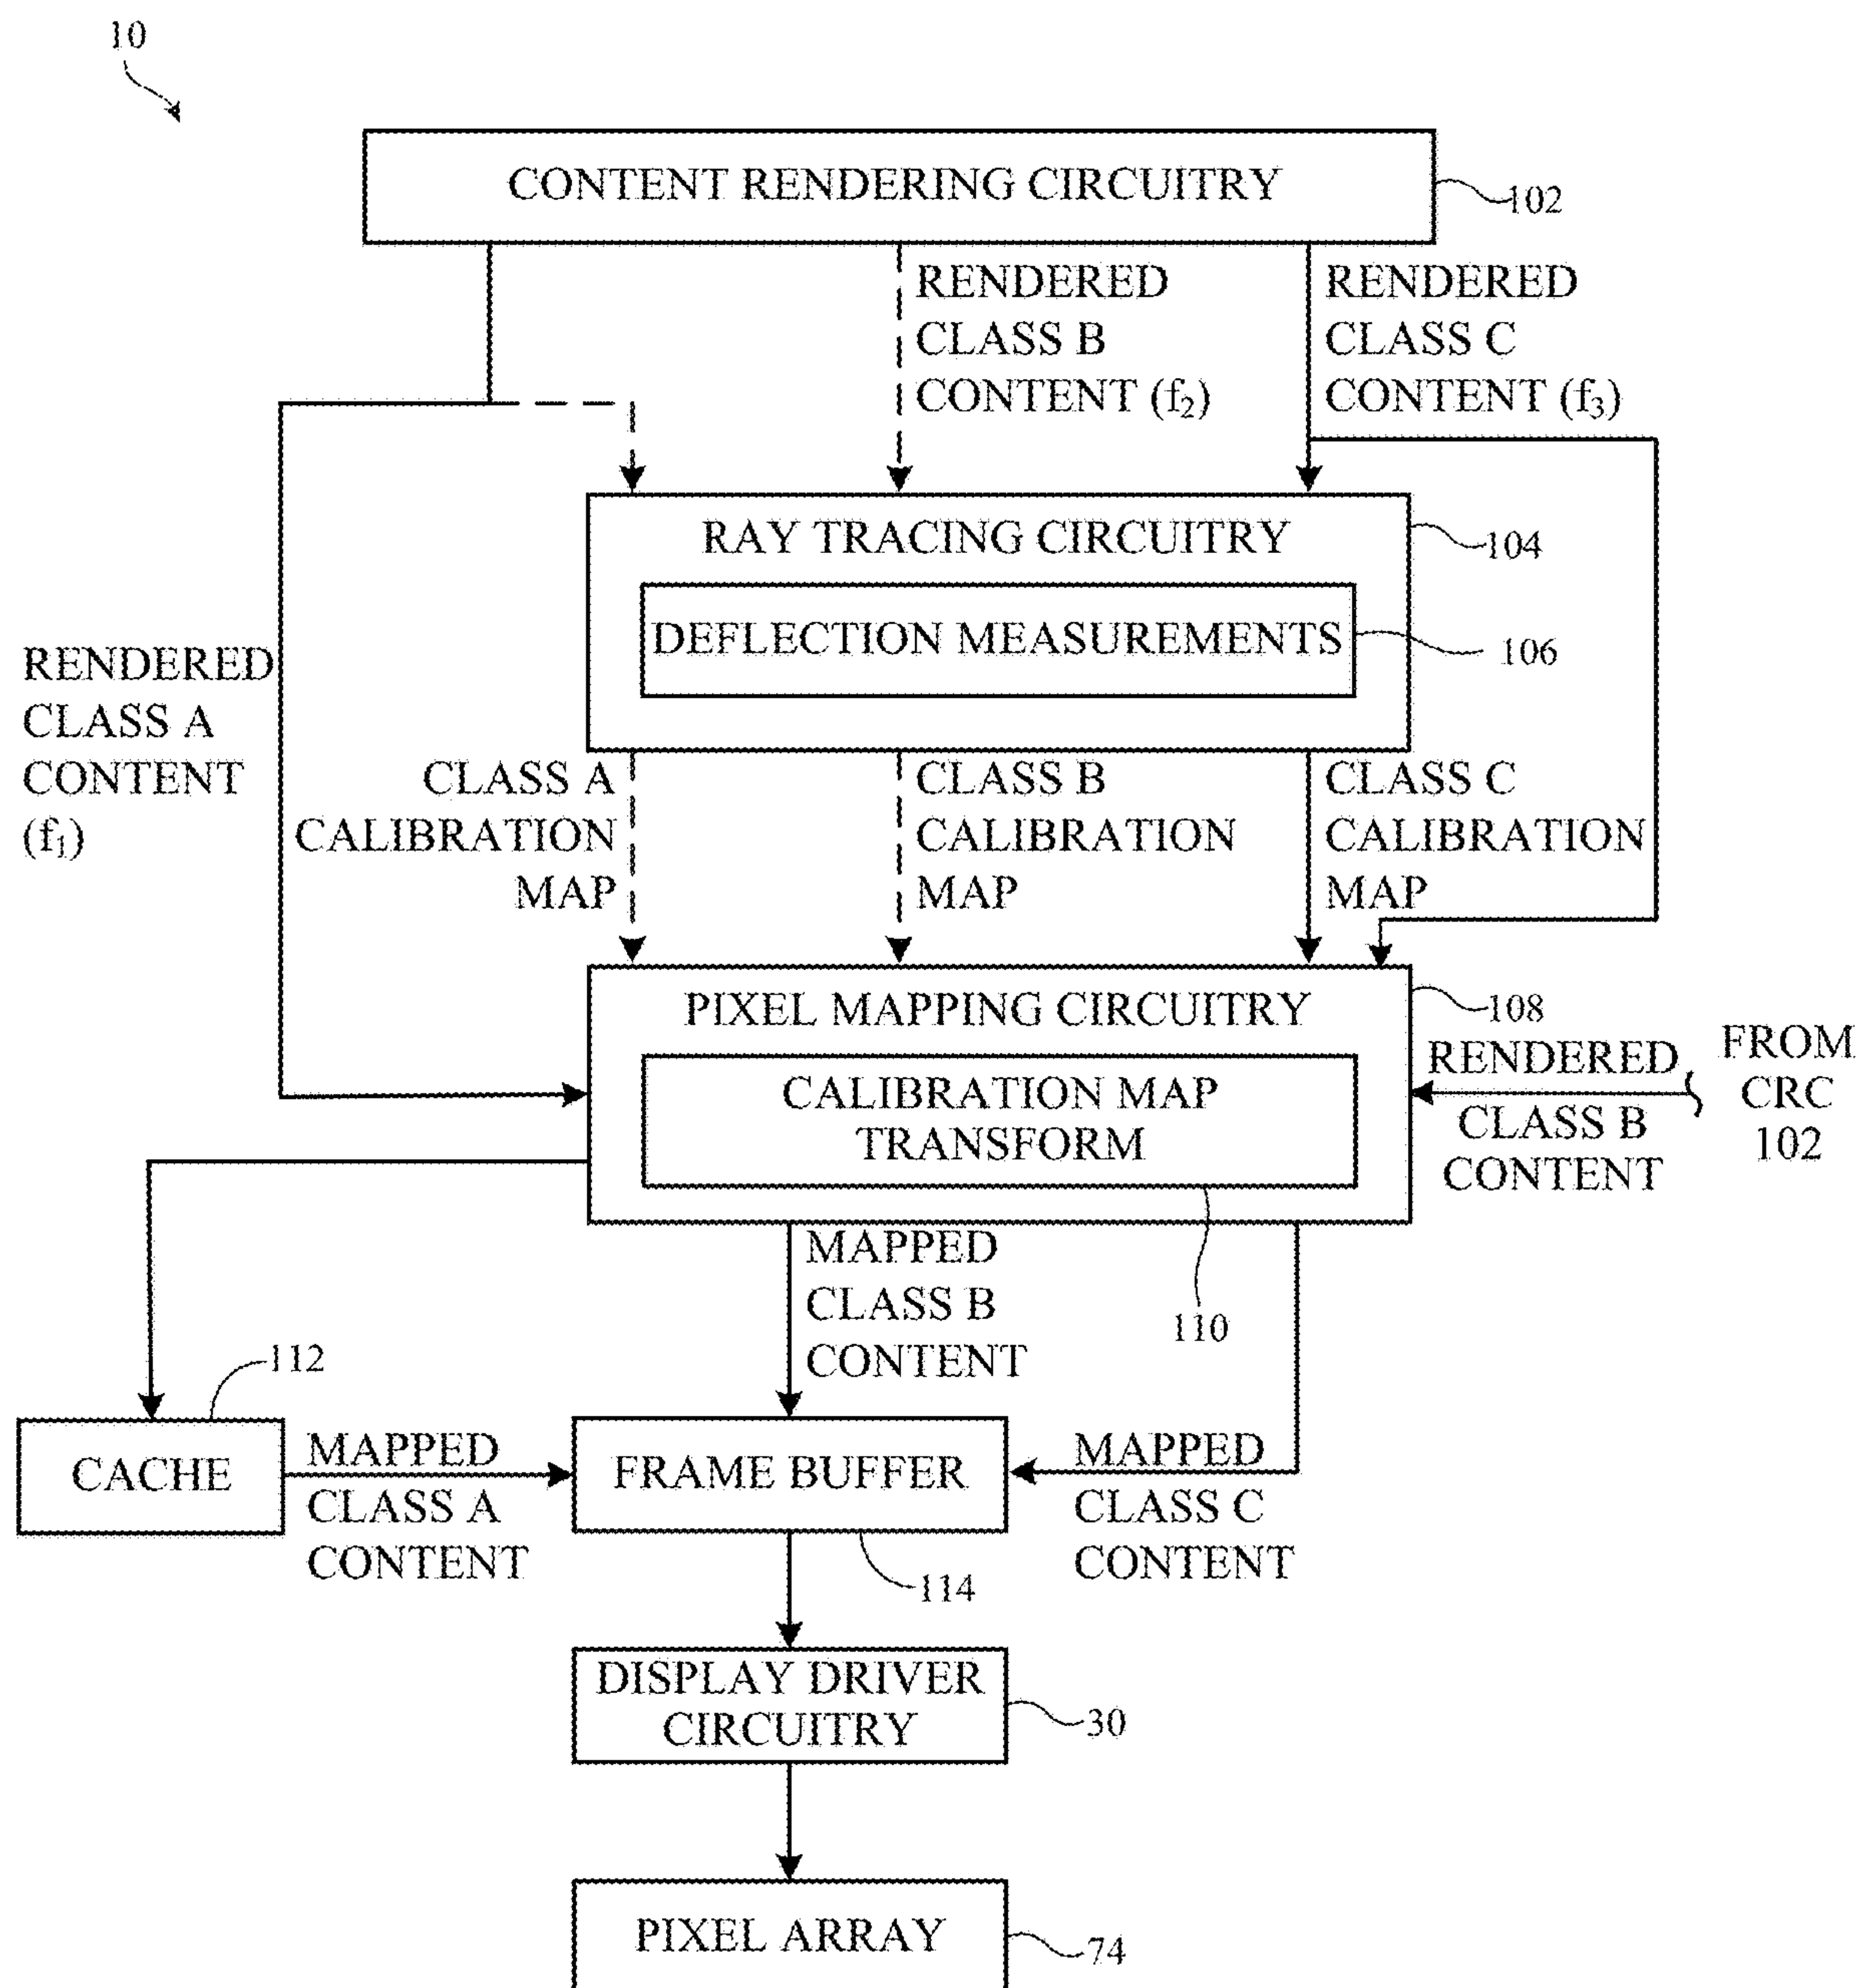 10
CONTENT RENDERING CIRCUITRY
102
RENDERED
CLASS B
CONTENT (f₂)
RENDERED
CLASS C
CONTENT (f₃)
RAY TRACING CIRCUITRY
104
DEFLECTION MEASUREMENTS
106
RENDERED
CLASS A
CONTENT
(f₁)
CLASS A
CALIBRATION
MAP
CLASS B
CALIBRATION
MAP
CLASS C
CALIBRATION
MAP
PIXEL MAPPING CIRCUITRY
108
CALIBRATION MAP
TRANSFORM
110
RENDERED
CLASS B
CONTENT
FROM
CRC
102
MAPPED
CLASS B
CONTENT
112
CACHE
MAPPED
CLASS A
CONTENT
FRAME BUFFER
114
MAPPED
CLASS C
CONTENT
DISPLAY DRIVER
CIRCUITRY
30
PIXEL ARRAY
74